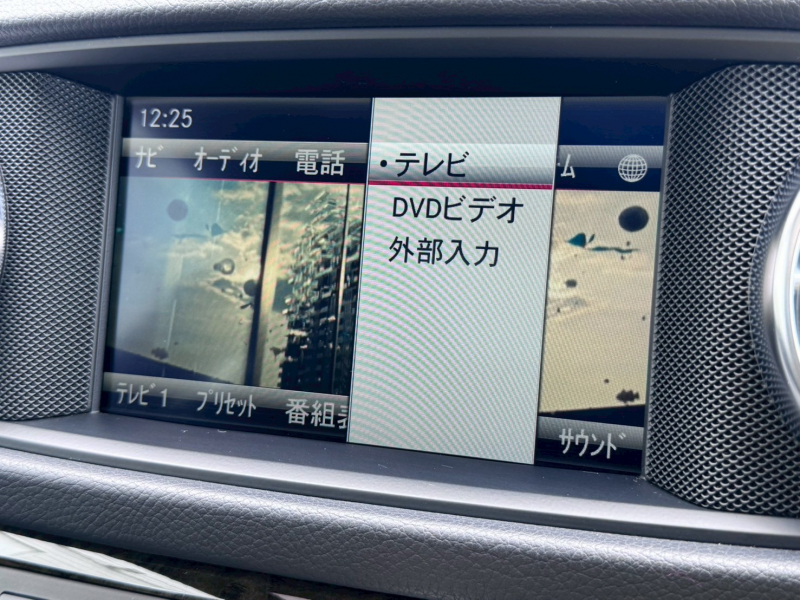 12:25
ナビ オーディオ 電話 ム
• テレビ
DVDビデオ
外部入力
テレビ1 プリセット 番組表 サウンド